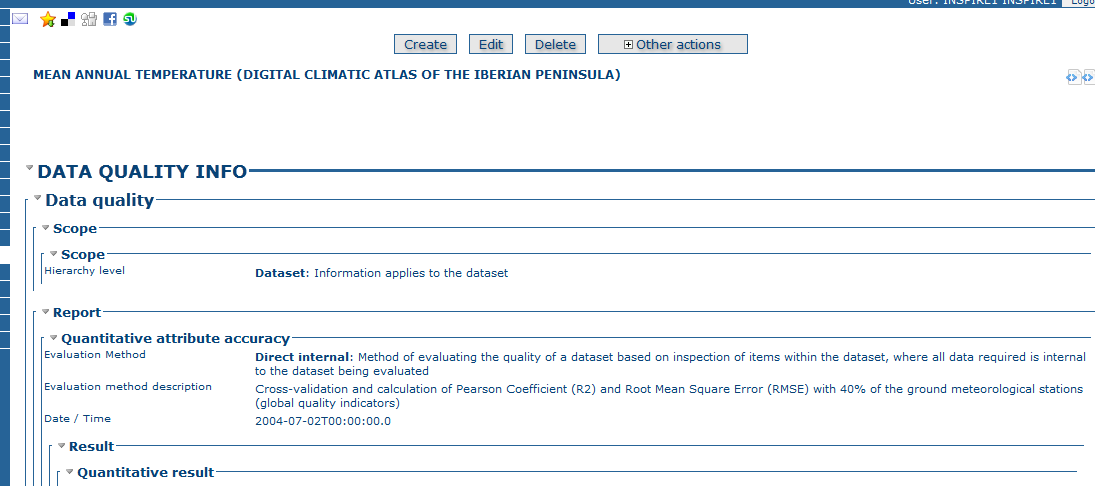 User: INSPIRE1 INSPIRE1 Logo
Create Edit Delete Other actions
MEAN ANNUAL TEMPERATURE (DIGITAL CLIMATIC ATLAS OF THE IBERIAN PENINSULA)
DATA QUALITY INFO
Data quality
Scope
Scope
Hierarchy level Dataset: Information applies to the dataset
Report
Quantitative attribute accuracy
Evaluation Method Direct internal: Method of evaluating the quality of a dataset based on inspection of items within the dataset, where all data required is internal
to the dataset being evaluated
Evaluation method description Cross-validation and calculation of Pearson Coefficient (R2) and Root Mean Square Error (RMSE) with 40% of the ground meteorological stations
(global quality indicators)
Date / Time 2004-07-02T00:00:00.0
Result
Quantitative result